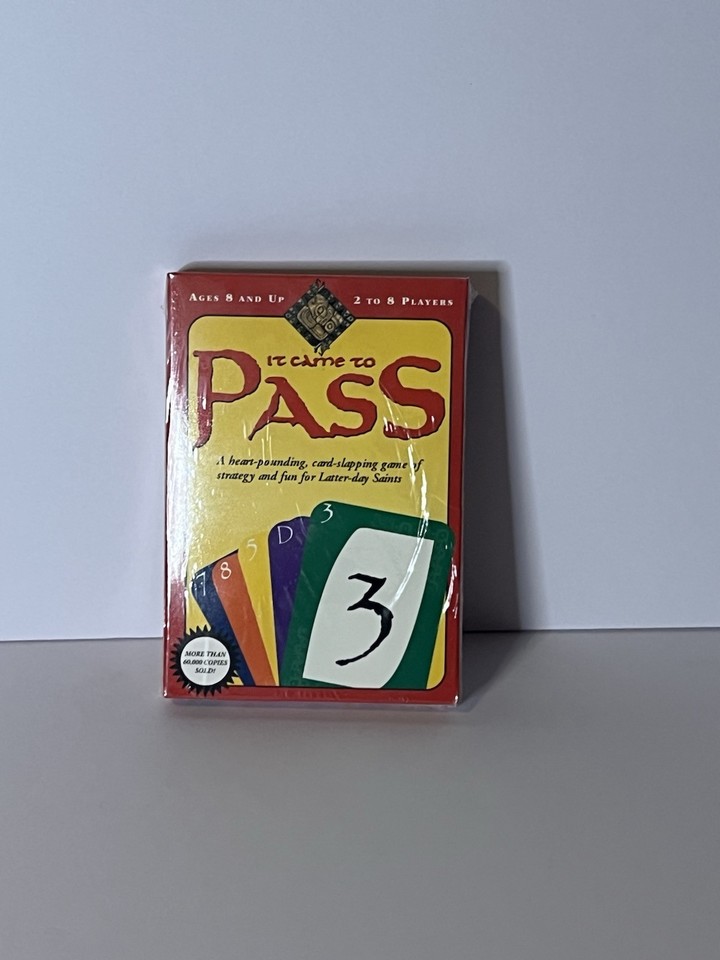 AGES 8 AND UP
2 TO 8 PLAYERS
IT CAME TO
PASS
A heart-pounding, card-slapping game of
strategy and fun for Latter-day Saints
7
8
5
D
3
3
MORE THAN
60,000 COPIES
SOLD!